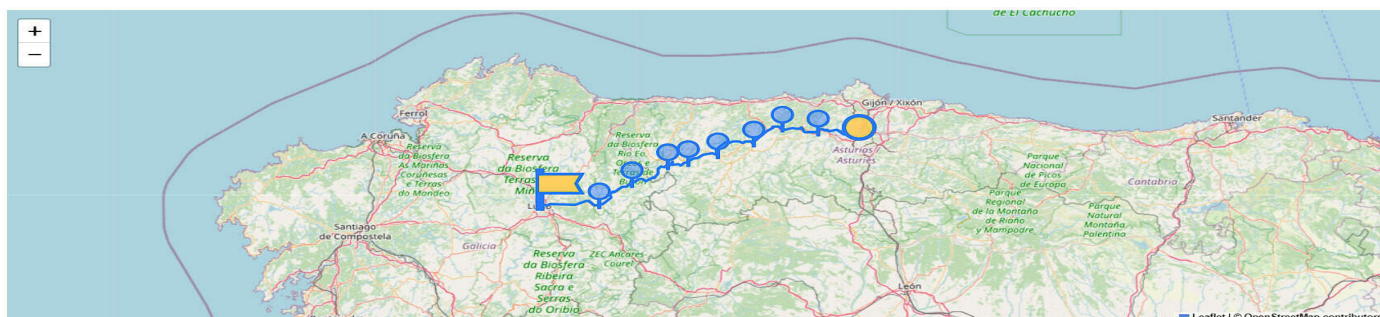 de El Cachucho
+
−
Gijón / Xixón
Ferrol
A Coruña
Santander
Reserva
da Biosfera
Río Eo,
Reserva
da Biosfera
As Mariñas
Coruñesas
e Terras
do Mandeo
Reserva
da Biosfera
Terras
Asturias /
Asturies
Parque
Nacional
de Picos
de Europa
Cantabria
Parque
Regional
de la Montaña
de Riaño
y Mampodre
Parque
Natural
Montaña
Palentina
Santiago
de Compostela
Galicia
Reserva
da Biosfera
Ribeira
Sacra e
Serras
do Oribio
ZEC Ancares
- Courel
León
Leaflet | © OpenStreetMap contributors